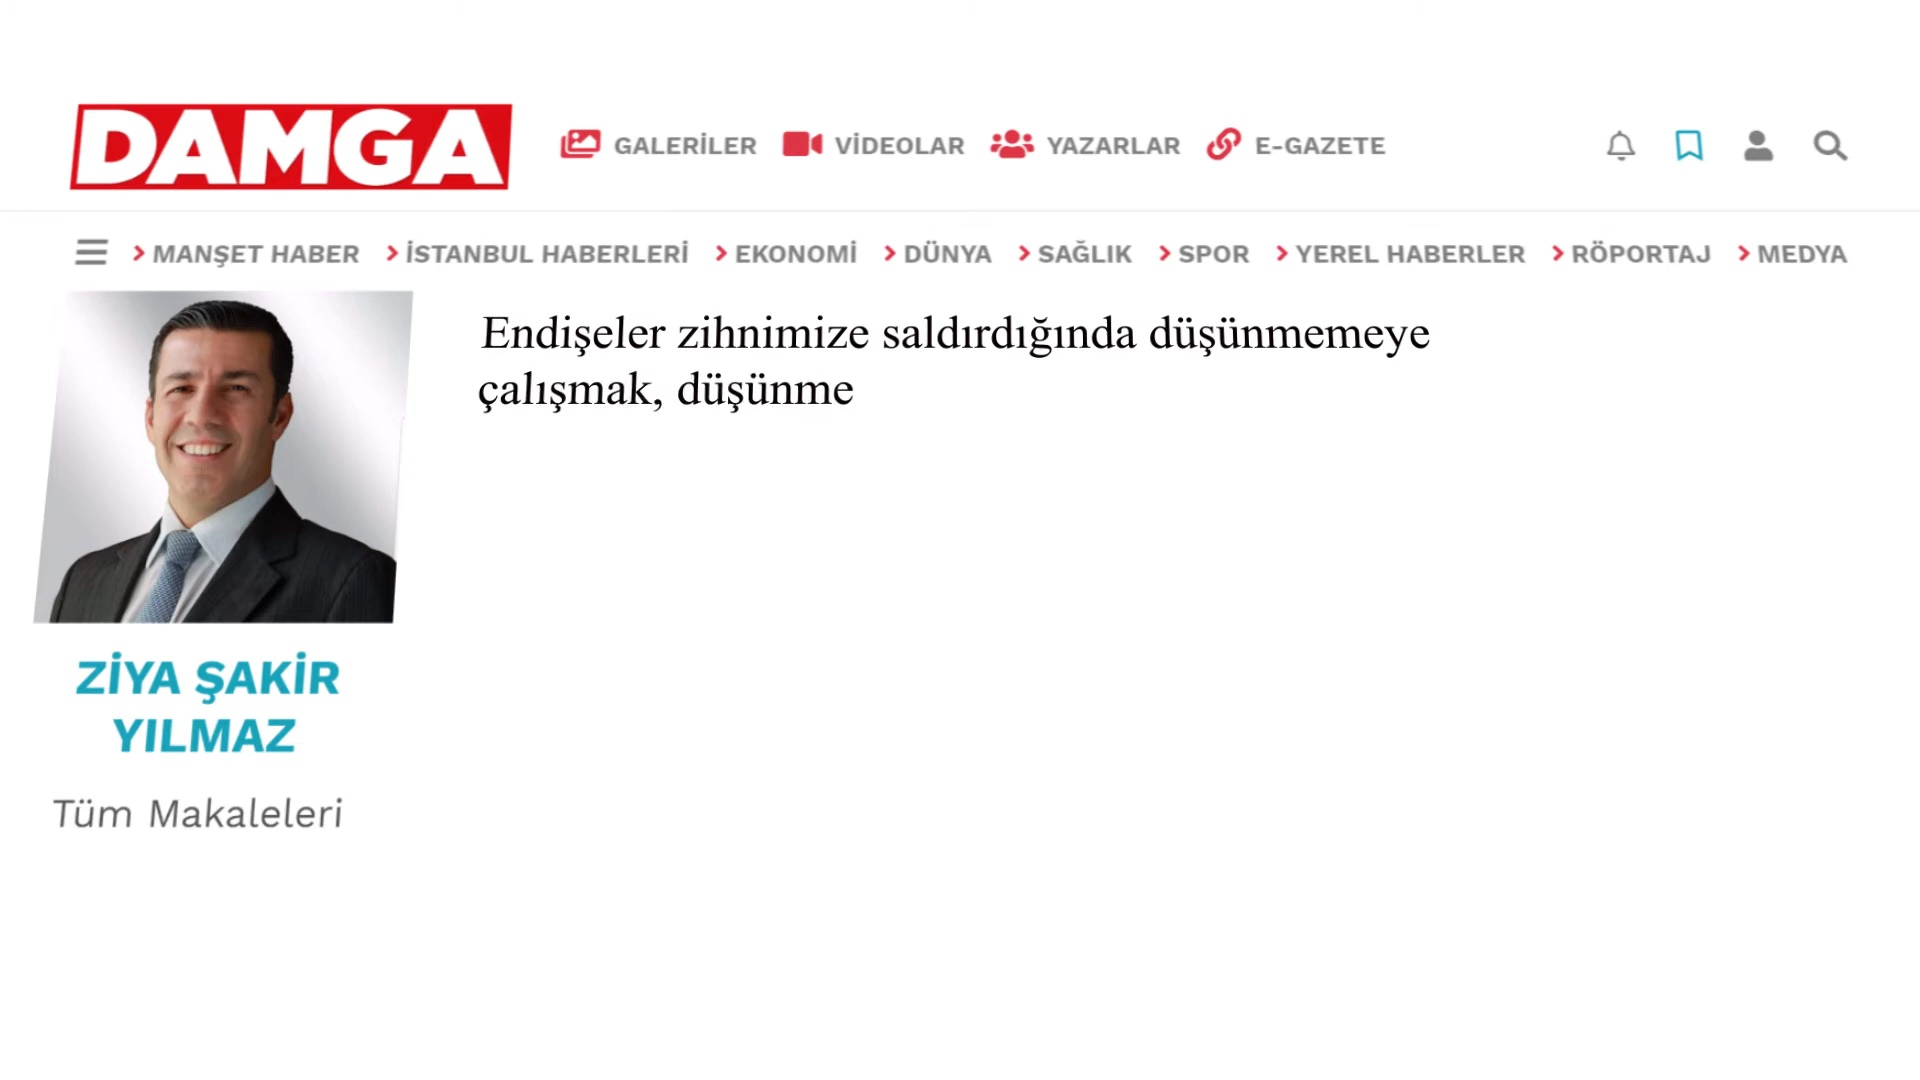 DAMGA
GALERİLER VİDEOLAR YAZARLAR E-GAZETE
MANŞET HABER İSTANBUL HABERLERİ EKONOMİ DÜNYA SAĞLIK SPOR YEREL HABERLER RÖPORTAJ MEDYA
Endişeler zihnimize saldırdığında düşünmemeye
çalışmak, düşünme
ZİYA ŞAKİR
YILMAZ
Tüm Makaleleri